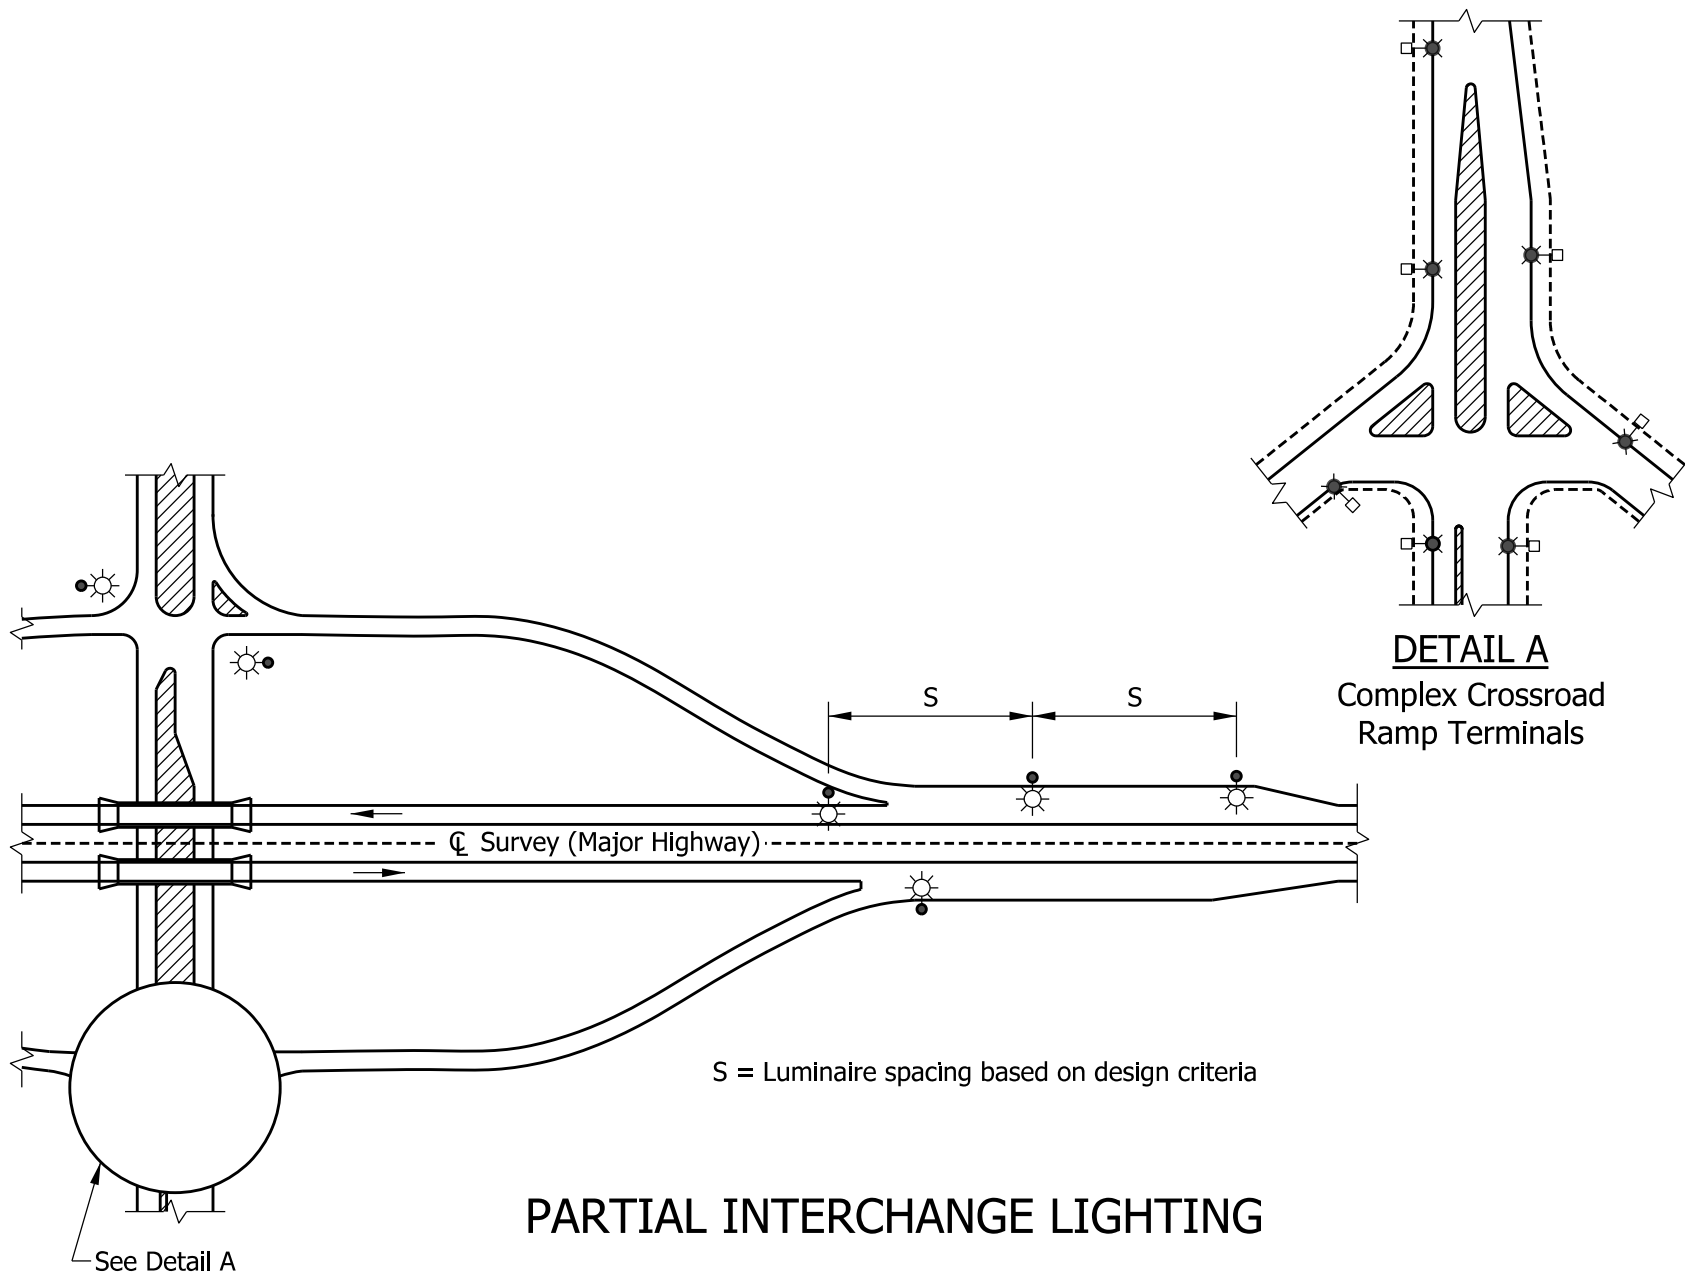 DETAIL A
Complex Crossroad
Ramp Terminals
S
S
℄ Survey (Major Highway)
S = Luminaire spacing based on design criteria
PARTIAL INTERCHANGE LIGHTING
See Detail A